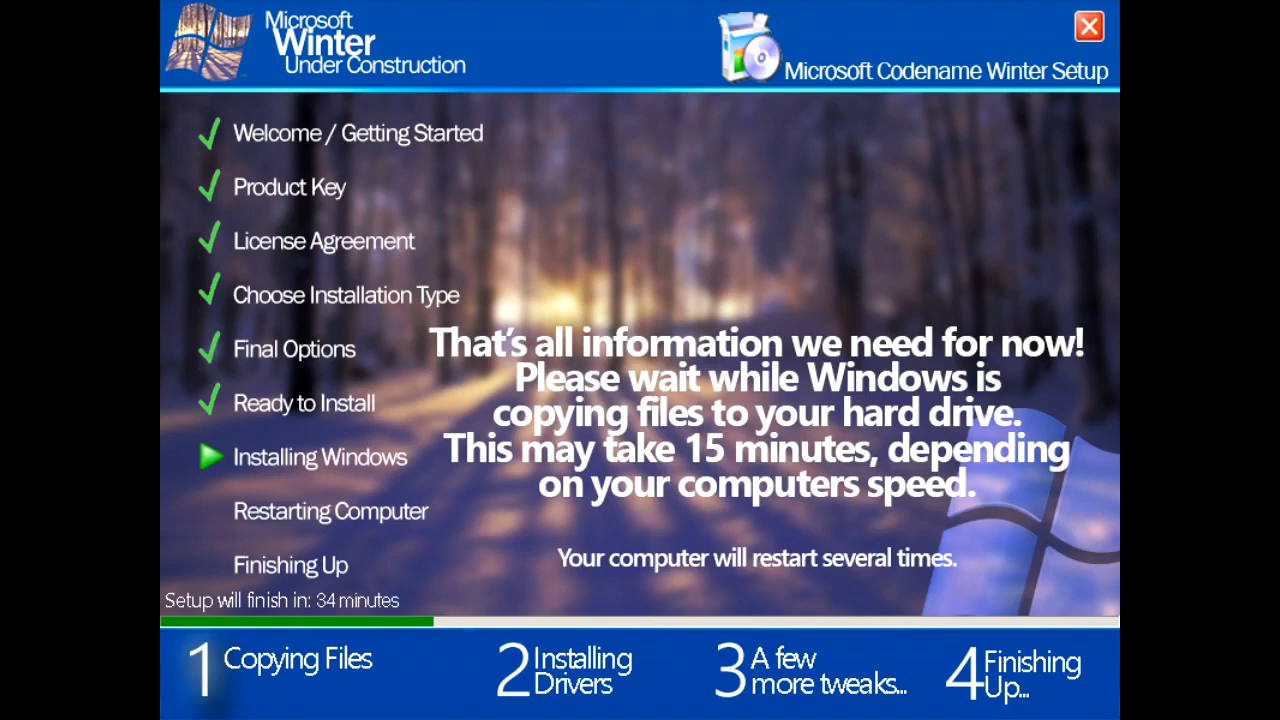 Microsoft
Winter
Under Construction
Microsoft Codename Winter Setup
Welcome / Getting Started
Product Key
License Agreement
Choose Installation Type
Final Options
Ready to Install
Installing Windows
Restarting Computer
Finishing Up
That's all information we need for now!
Please wait while Windows is
copying files to your hard drive.
This may take 15 minutes, depending
on your computers speed.
Your computer will restart several times.
Setup will finish in: 34 minutes
1 Copying Files
2 Installing
Drivers
3 A few
more tweaks...
4 Finishing
Up...